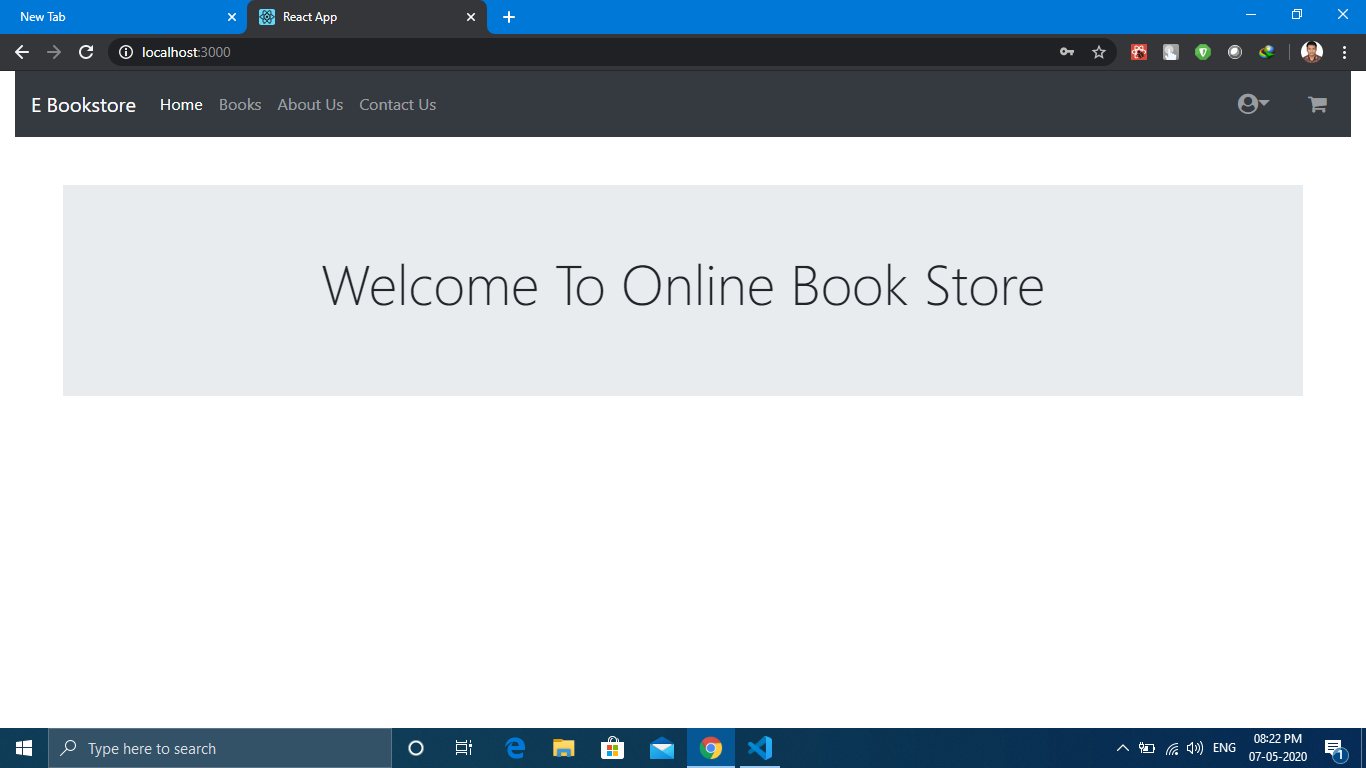 New Tab
React App
localhost:3000
E Bookstore Home Books About Us Contact Us
Welcome To Online Book Store
Type here to search
ENG
08:22 PM
07-05-2020
1